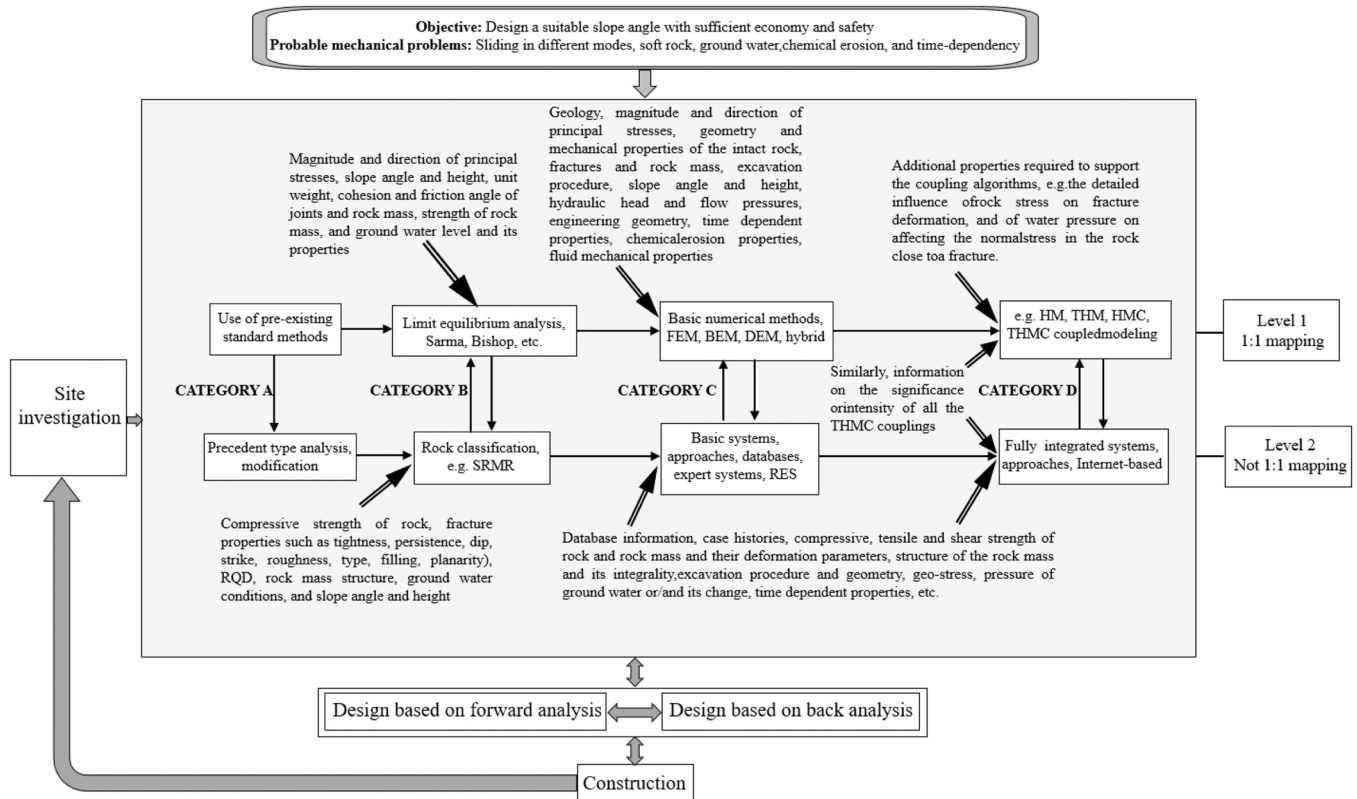 Objective: Design a suitable slope angle with sufficient economy and safety
Probable mechanical problems: Sliding in different modes, soft rock, ground water,chemical erosion, and time-dependency
Geology, magnitude and direction of
principal stresses, geometry and
mechanical properties of the intact rock,
fractures and rock mass, excavation
procedure, slope angle and height,
hydraulic head and flow pressures,
engineering geometry, time dependent
properties, chemicalerosion properties,
fluid mechanical properties
Magnitude and direction of principal
stresses, slope angle and height, unit
weight, cohesion and friction angle of
joints and rock mass, strength of rock
mass, and ground water level and its
properties
Additional properties required to support
the coupling algorithms, e.g.the detailed
influence ofrock stress on fracture
deformation, and of water pressure on
affecting the normalstress in the rock
close toa fracture.
Use of pre-existing
standard methods
Limit equilibrium analysis,
Sarma, Bishop, etc.
Basic numerical methods,
FEM, BEM, DEM, hybrid
e.g. HM, THM, HMC,
THMC coupledmodeling
Level 1
1:1 mapping
Site
investigation
CATEGORY A
CATEGORY B
CATEGORY C
Similarly, information
on the significance
orintensity of all the
THMC couplings
CATEGORY D
Precedent type analysis,
modification
Rock classification,
e.g. SRMR
Basic systems,
approaches, databases,
expert systems, RES
Fully integrated systems,
approaches, Internet-based
Level 2
Not 1:1 mapping
Compressive strength of rock, fracture
properties such as tightness, persistence, dip,
strike, roughness, type, filling, planarity),
RQD, rock mass structure, ground water
conditions, and slope angle and height
Database information, case histories, compressive, tensile and shear strength of
rock and rock mass and their deformation parameters, structure of the rock mass
and its integrality,excavation procedure and geometry, geo-stress, pressure of
ground water or/and its change, time dependent properties, etc.
Design based on forward analysis
Design based on back analysis
Construction